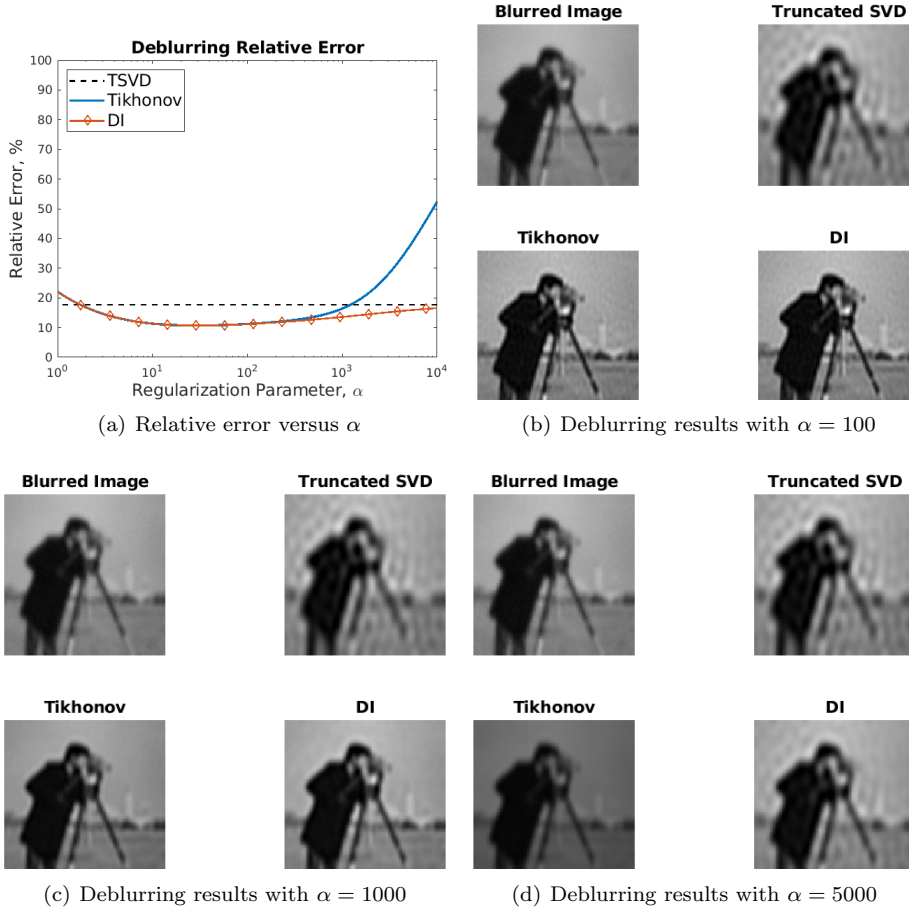 Deblurring Relative Error
100
90
80
70
60
50
40
30
20
10
0
Relative Error, %
TSVD
Tikhonov
DI
10^0 10^1 10^2 10^3 10^4
Regularization Parameter, α
(a) Relative error versus α
Blurred Image Truncated SVD
Tikhonov DI
(b) Deblurring results with α = 100
Blurred Image Truncated SVD
Tikhonov DI
(c) Deblurring results with α = 1000
Blurred Image Truncated SVD
Tikhonov DI
(d) Deblurring results with α = 5000